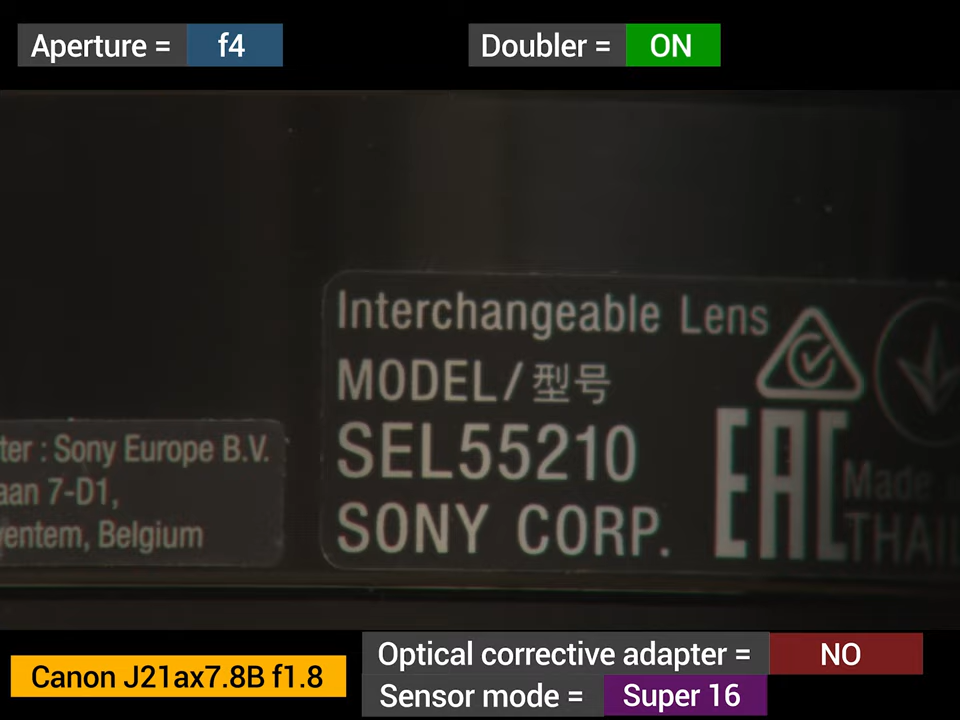 Aperture = f4
Doubler = ON
Interchangeable Lens
MODEL/型号
SEL55210
SONY CORP.
EAC
Made
THAI
ter : Sony Europe B.V.
aan 7-D1,
ventem, Belgium
Canon J21ax7.8B f1.8
Optical corrective adapter = NO
Sensor mode = Super 16